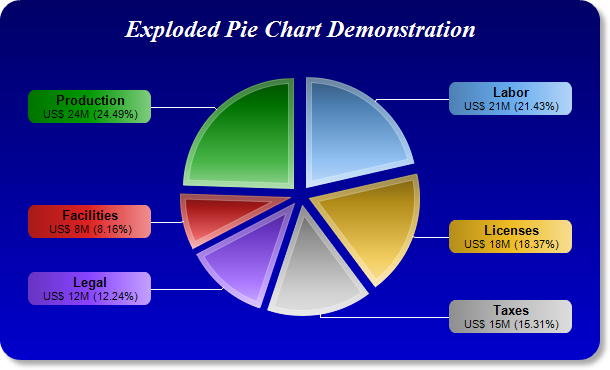 Exploded Pie Chart Demonstration
Production
US$ 24M (24.49%)
Labor
US$ 21M (21.43%)
Facilities
US$ 8M (8.16%)
Licenses
US$ 18M (18.37%)
Legal
US$ 12M (12.24%)
Taxes
US$ 15M (15.31%)